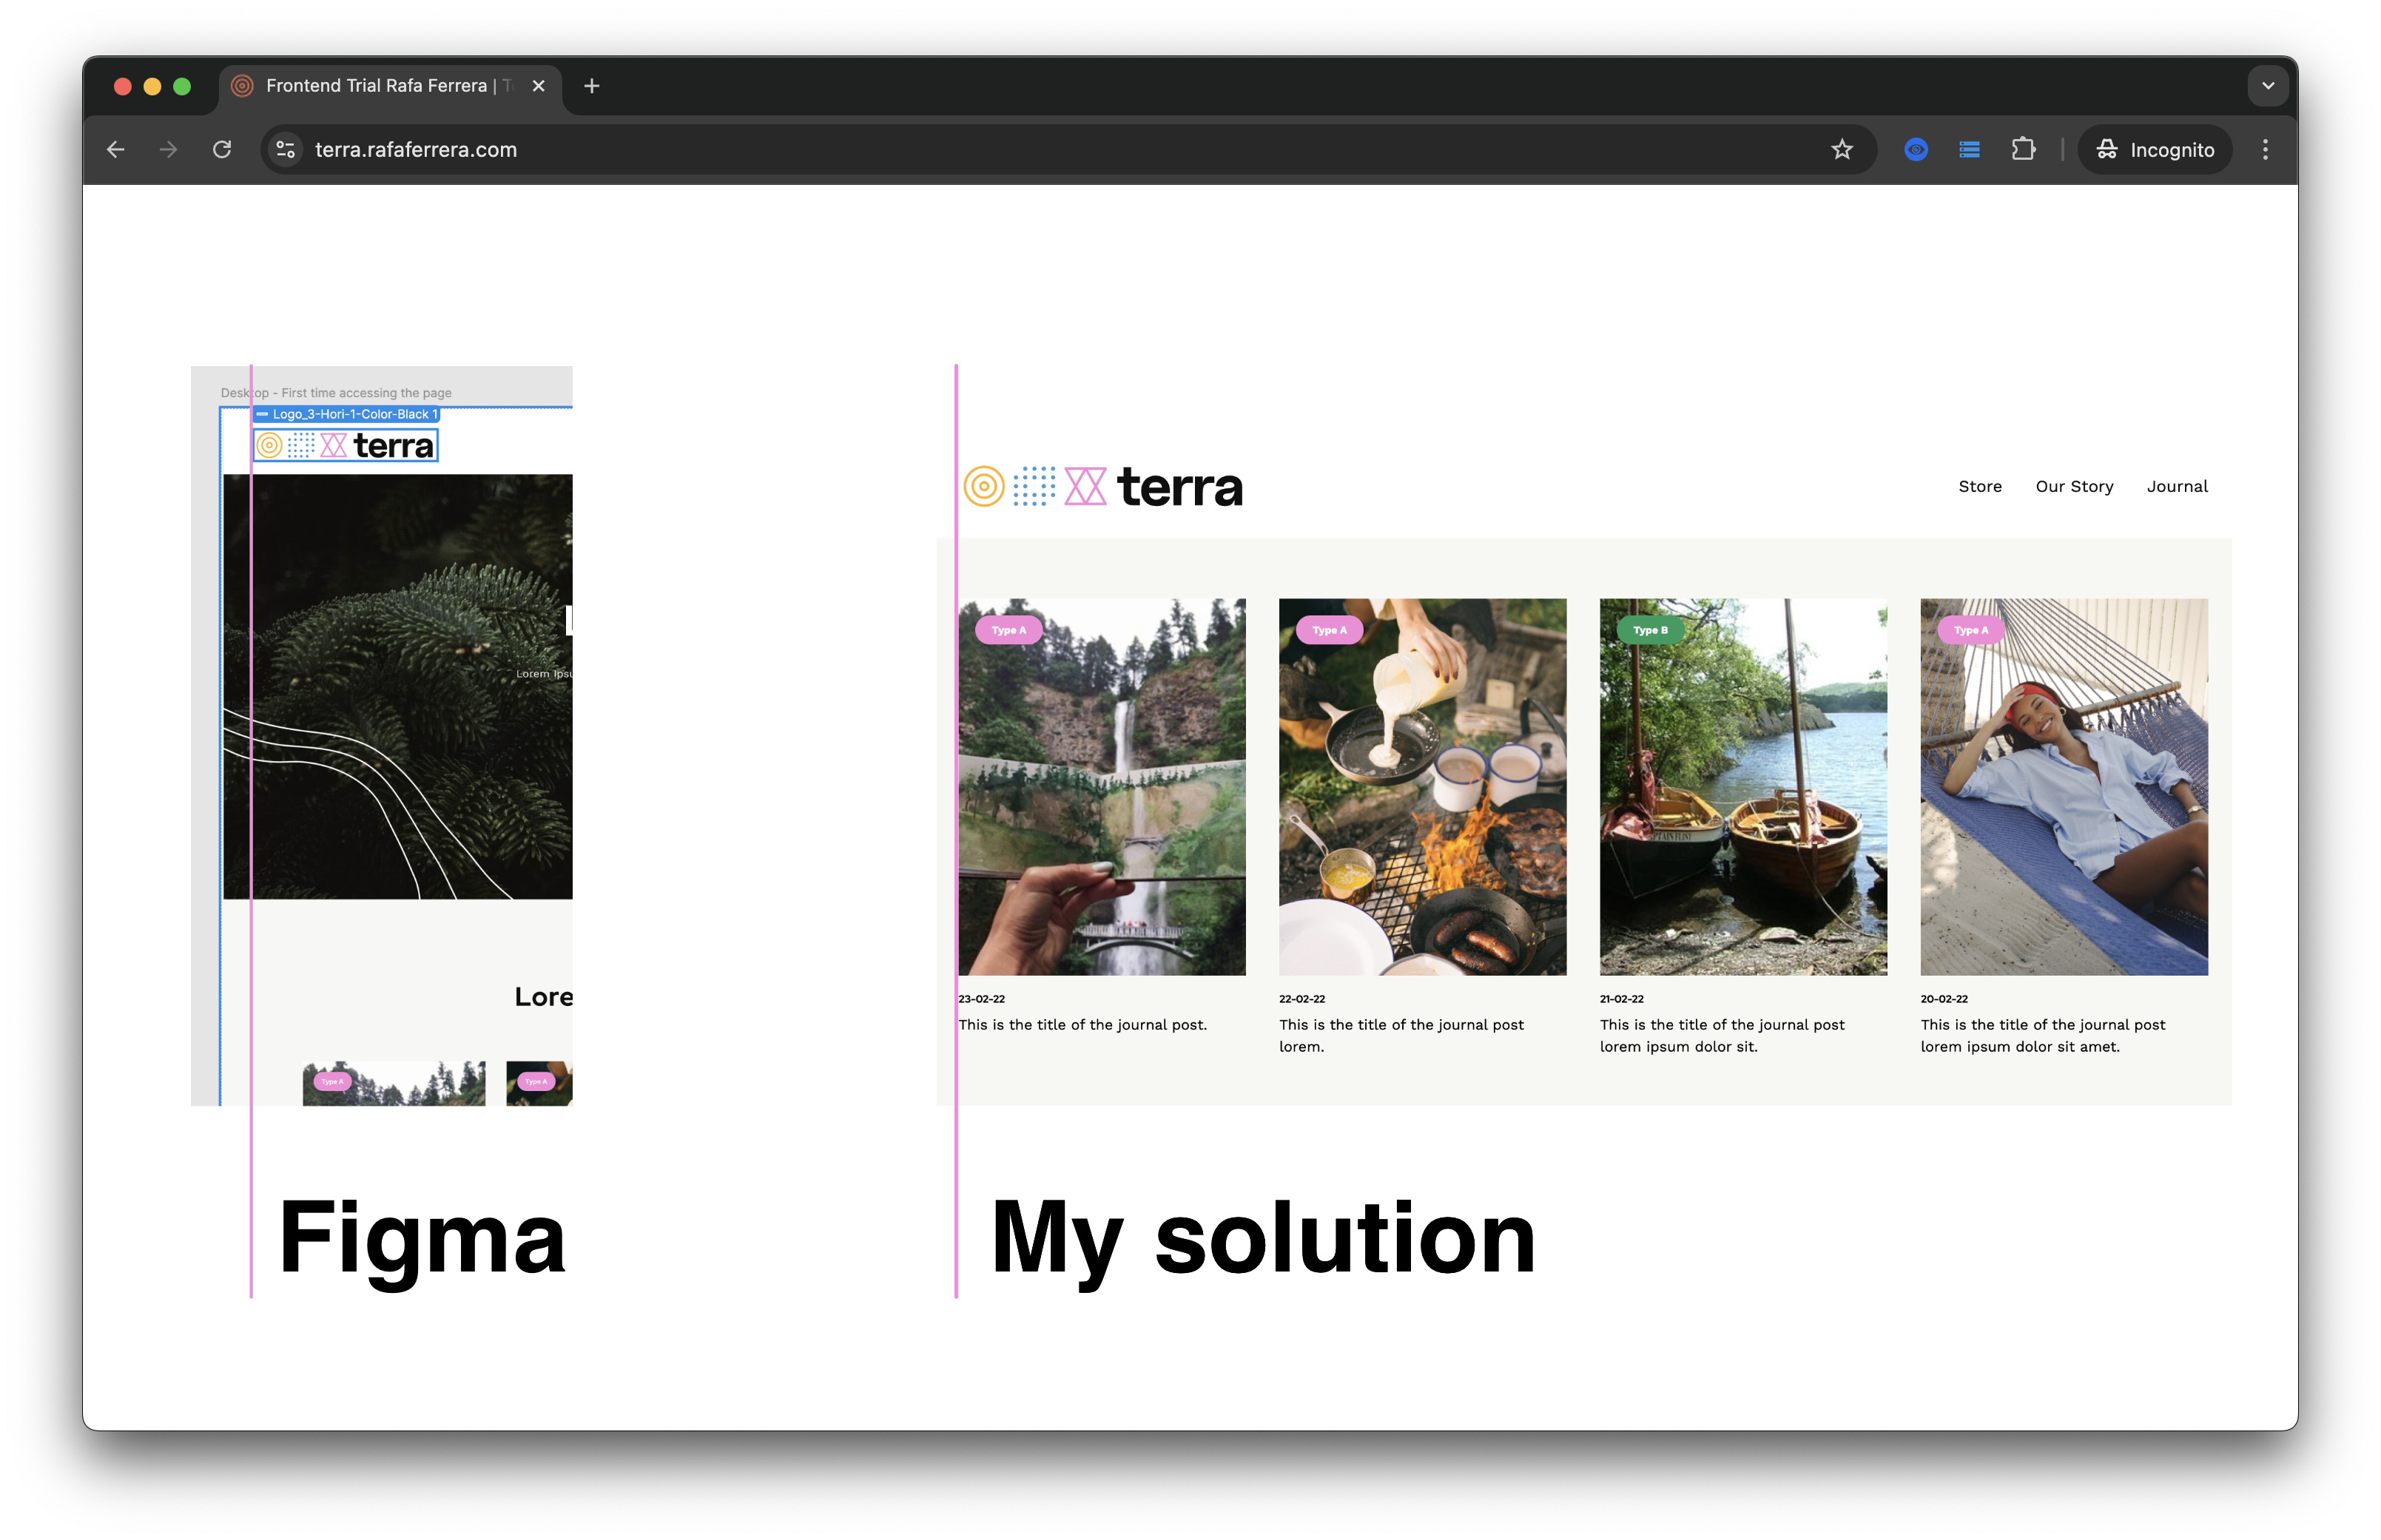 Frontend Trial Rafa Ferrera | T
terra.rafaferrera.com
Incognito
Desktop - First time accessing the page
Logo_3-Hori-1-Color-Black 1
terra
Lorem Ipsu
Lore
Type A
Type A
Figma
terra
Store
Our Story
Journal
Type A
Type A
Type B
Type A
23-02-22
This is the title of the journal post.
22-02-22
This is the title of the journal post
lorem.
21-02-22
This is the title of the journal post
lorem ipsum dolor sit.
20-02-22
This is the title of the journal post
lorem ipsum dolor sit amet.
My solution